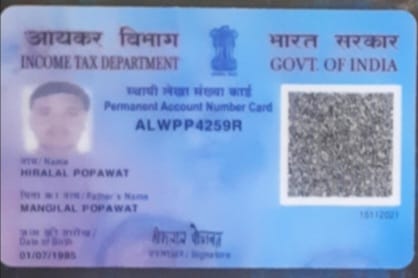 आयकर विभाग भारत सरकार
INCOME TAX DEPARTMENT GOVT. OF INDIA
स्थायी लेखा संख्या कार्ड
Permanent Account Number Card
ALWPP4259R
नाम / Name
HIRALAL POPAWAT
पिता का नाम / Father's Name
MANGILAL POPAWAT
जन्म की तारीख /
Date of Birth
01/07/1985
हस्ताक्षर / Signature
15112021